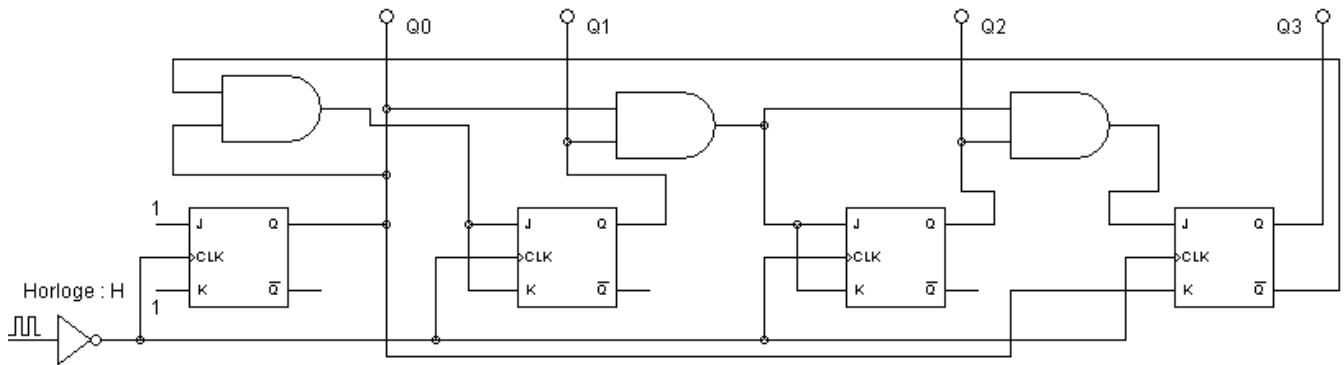 Q0 Q1 Q2 Q3
1 J Q J Q J Q J Q
CLK CLK CLK CLK
1 K Q̅ K Q̅ K Q̅ K Q̅
Horloge : H